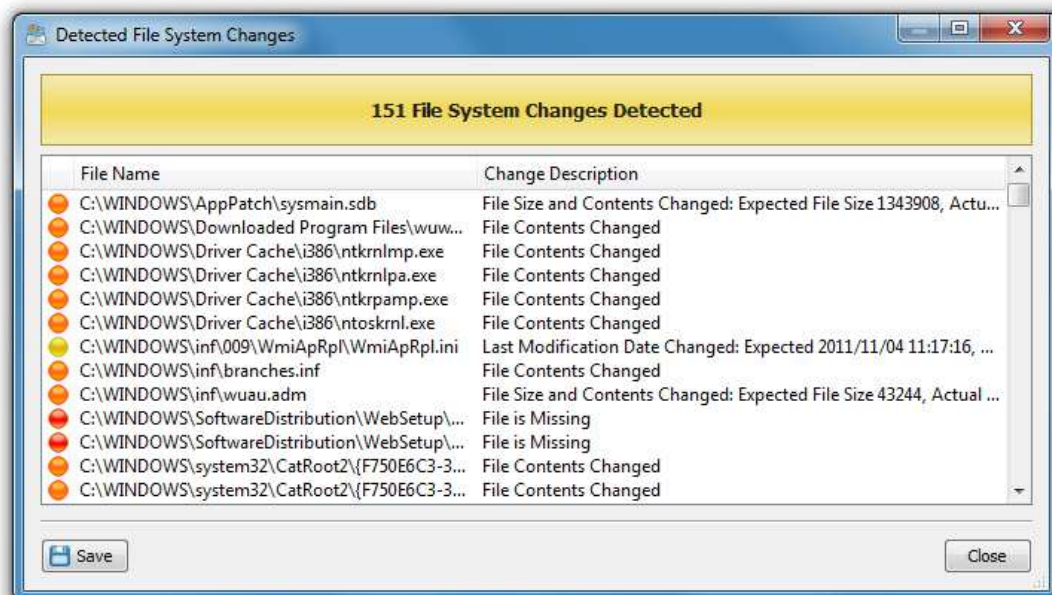 Detected File System Changes
151 File System Changes Detected
File Name Change Description
C:\WINDOWS\AppPatch\sysmain.sdb File Size and Contents Changed: Expected File Size 1343908, Actu...
C:\WINDOWS\Downloaded Program Files\wuw... File Contents Changed
C:\WINDOWS\Driver Cache\i386\ntkrnlmp.exe File Contents Changed
C:\WINDOWS\Driver Cache\i386\ntkrnlpa.exe File Contents Changed
C:\WINDOWS\Driver Cache\i386\ntkrpamp.exe File Contents Changed
C:\WINDOWS\Driver Cache\i386\ntoskrnl.exe File Contents Changed
C:\WINDOWS\inf\009\WmiApRpl\WmiApRpl.ini Last Modification Date Changed: Expected 2011/11/04 11:17:16, ...
C:\WINDOWS\inf\branches.inf File Contents Changed
C:\WINDOWS\inf\wuau.adm File Size and Contents Changed: Expected File Size 43244, Actual ...
C:\WINDOWS\SoftwareDistribution\WebSetup\... File is Missing
C:\WINDOWS\SoftwareDistribution\WebSetup\... File is Missing
C:\WINDOWS\system32\CatRoot2\{F750E6C3-3... File Contents Changed
C:\WINDOWS\system32\CatRoot2\{F750E6C3-3... File Contents Changed
Save Close